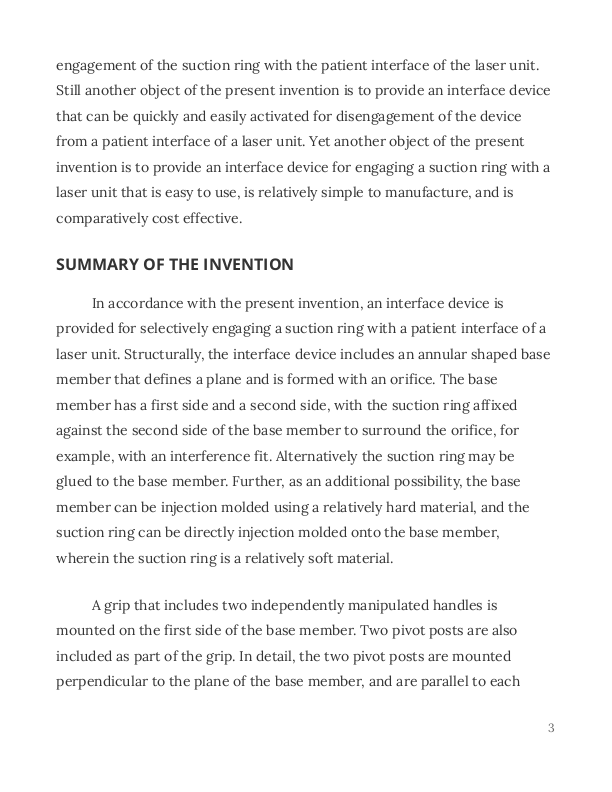 engagement of the suction ring with the patient interface of the laser unit.
Still another object of the present invention is to provide an interface device
that can be quickly and easily activated for disengagement of the device
from a patient interface of a laser unit. Yet another object of the present
invention is to provide an interface device for engaging a suction ring with a
laser unit that is easy to use, is relatively simple to manufacture, and is
comparatively cost effective.
SUMMARY OF THE INVENTION
In accordance with the present invention, an interface device is
provided for selectively engaging a suction ring with a patient interface of a
laser unit. Structurally, the interface device includes an annular shaped base
member that defines a plane and is formed with an orifice. The base
member has a first side and a second side, with the suction ring affixed
against the second side of the base member to surround the orifice, for
example, with an interference fit. Alternatively the suction ring may be
glued to the base member. Further, as an additional possibility, the base
member can be injection molded using a relatively hard material, and the
suction ring can be directly injection molded onto the base member,
wherein the suction ring is a relatively soft material.
A grip that includes two independently manipulated handles is
mounted on the first side of the base member. Two pivot posts are also
included as part of the grip. In detail, the two pivot posts are mounted
perpendicular to the plane of the base member, and are parallel to each
3